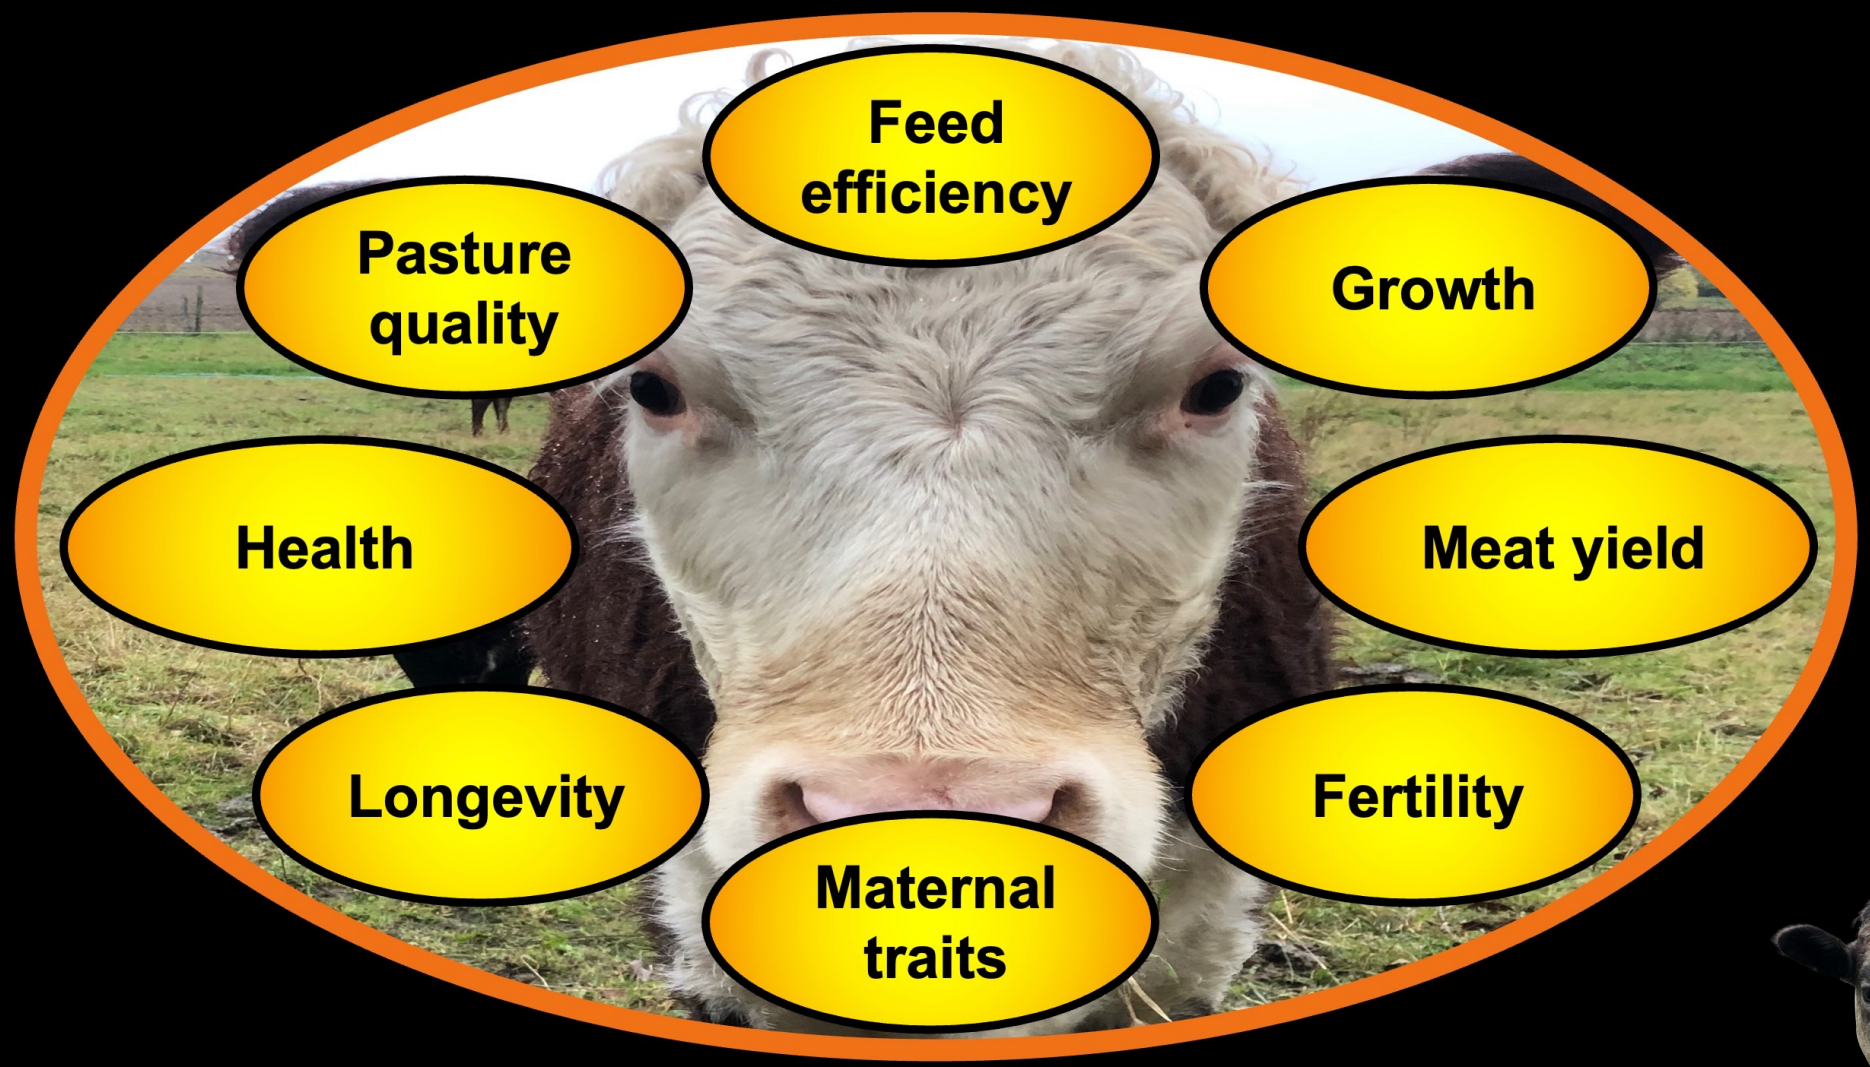 Feed
efficiency
Pasture
quality
Growth
Health
Meat yield
Longevity
Fertility
Maternal
traits